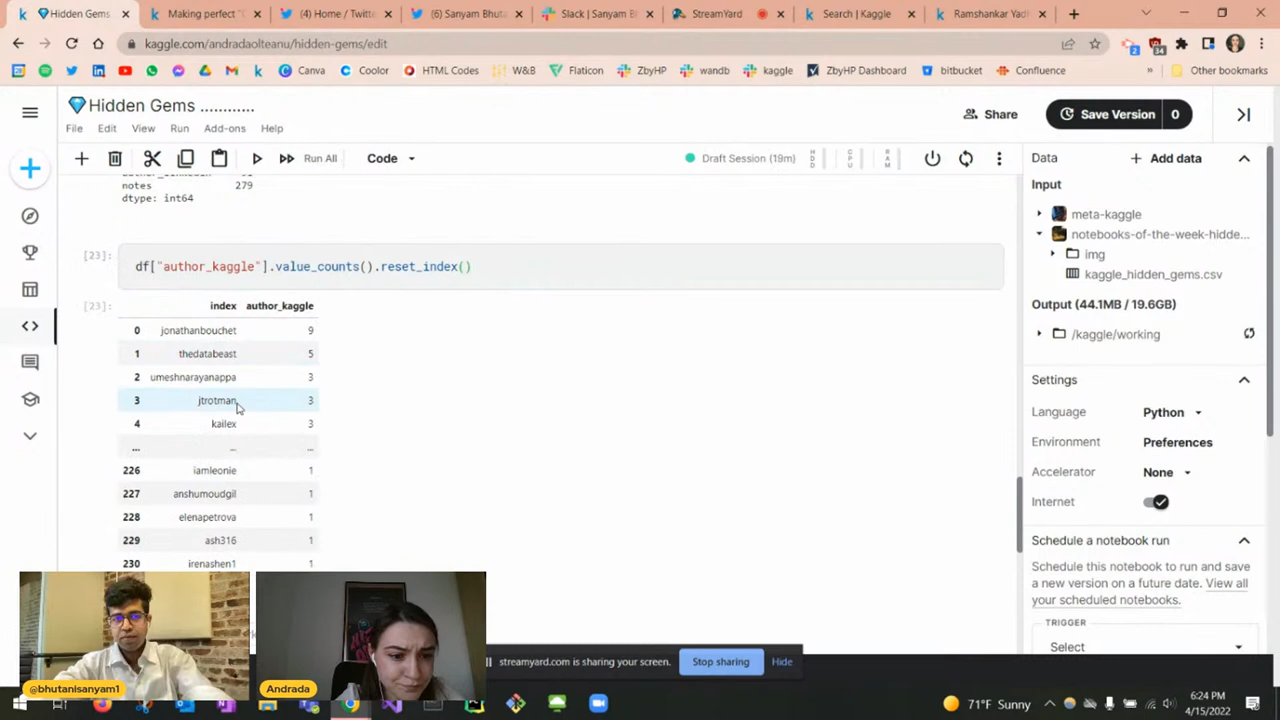 Hidden Gems
Making perfect "C
(4) Home / Twitte
(6) Sanyam Bhuta
Slack | Sanyam B
StreamYard
Search | Kaggle
Ramshankar Yad
kaggle.com/andradaolteanu/hidden-gems/edit
Canva
Coolor
HTML Codes
W&B
Flaticon
ZbyHP
wandb
kaggle
ZbyHP Dashboard
bitbucket
Confluence
»
Other bookmarks
Hidden Gems ............
Share
Save Version 0
File Edit View Run Add-ons Help
Run All
Code
Draft Session (19m)
HDD
CPU
RAM
notes 279
dtype: int64
[23]:
df["author_kaggle"].value_counts().reset_index()
[23]:
index author_kaggle
0 jonathanbouchet 9
1 thedatabeast 5
2 umeshnarayanappa 3
3 jtrotman 3
4 kailex 3
... ... ...
226 iamleonie 1
227 anshumoudgil 1
228 elenapetrova 1
229 ash316 1
230 irenashen1 1
Data
Add data
Input
meta-kaggle
notebooks-of-the-week-hidde...
img
kaggle_hidden_gems.csv
Output (44.1MB / 19.6GB)
/kaggle/working
Settings
Language Python
Environment Preferences
Accelerator None
Internet
Schedule a notebook run
Schedule this notebook to run and save
a new version on a future date. View all
your scheduled notebooks.
TRIGGER
Select
@bhutanisanyam1
Andrada
streamyard.com is sharing your screen.
Stop sharing
Hide
71°F Sunny
6:24 PM
4/15/2022